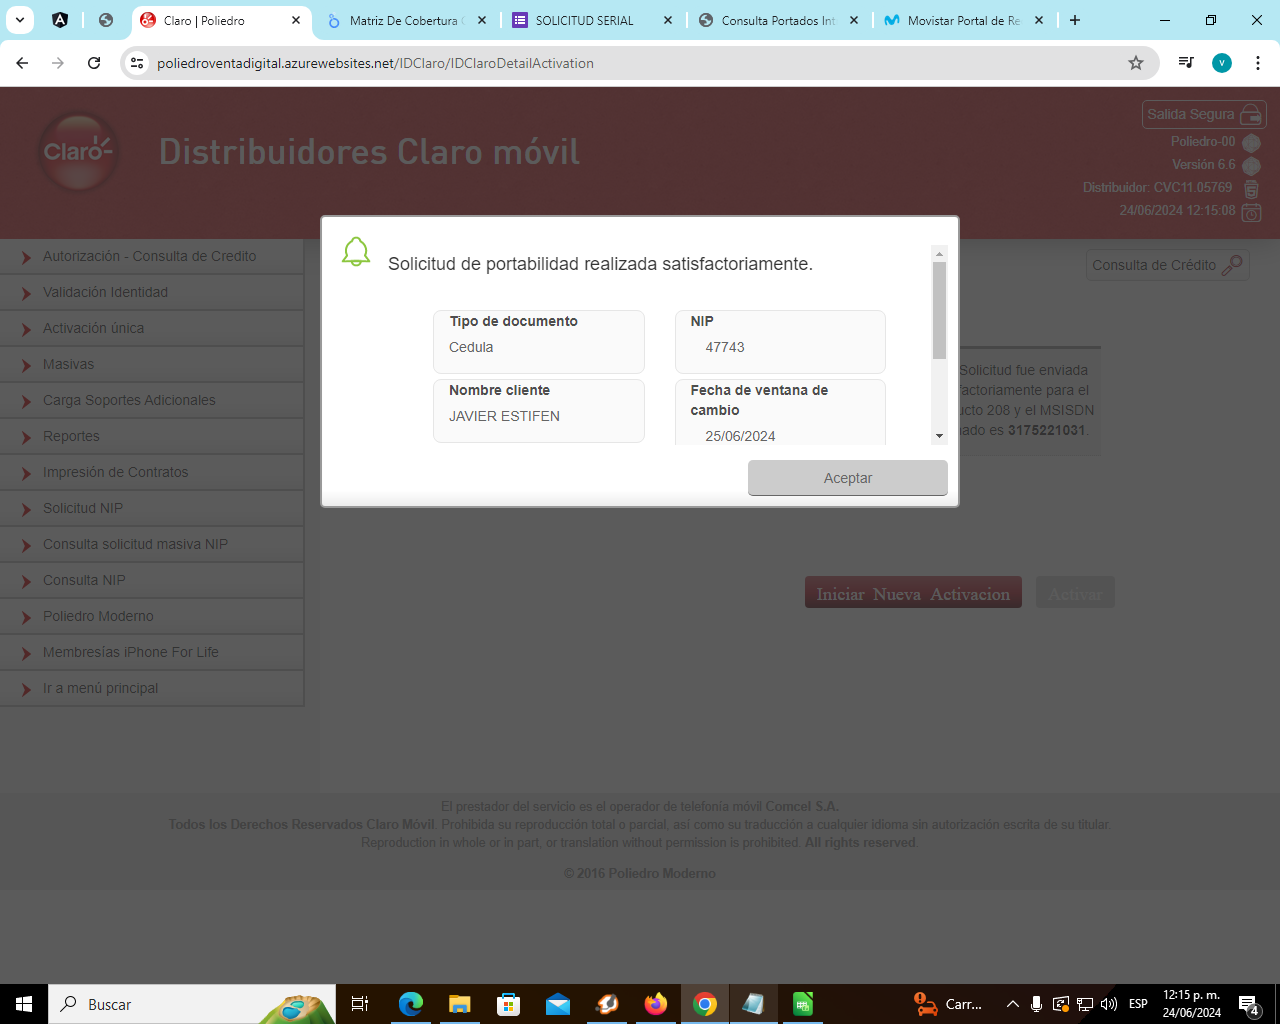 Claro | Poliedro
Matriz De Cobertura
SOLICITUD SERIAL
Consulta Portados Int
Movistar Portal de Re
poliedroventadigital.azurewebsites.net/IDClaro/IDClaroDetailActivation
V
Claro
Distribuidores Claro móvil
Salida Segura
Poliedro-00
Versión 6.6
Distribuidor: CVC11.05769
24/06/2024 12:15:08
Autorización - Consulta de Credito
Validación Identidad
Activación única
Masivas
Carga Soportes Adicionales
Reportes
Impresión de Contratos
Solicitud NIP
Consulta solicitud masiva NIP
Consulta NIP
Poliedro Moderno
Membresías iPhone For Life
Ir a menú principal
Consulta de Crédito
Solicitud de portabilidad realizada satisfactoriamente.
Tipo de documento
Cedula
NIP
47743
Nombre cliente
JAVIER ESTIFEN
Fecha de ventana de
cambio
25/06/2024
Aceptar
Solicitud fue enviada
factoriamente para el
ucto 208 y el MSISDN
nado es 3175221031.
Iniciar Nueva Activacion
Activar
El prestador del servicio es el operador de telefonía móvil Comcel S.A.
Todos los Derechos Reservados Claro Móvil. Prohibida su reproducción total o parcial, así como su traducción a cualquier idioma sin autorización escrita de su titular.
Reproduction in whole or in part, or translation without permission is prohibited. All rights reserved.
© 2016 Poliedro Moderno
Buscar
Carr...
ESP
12:15 p. m.
24/06/2024
4